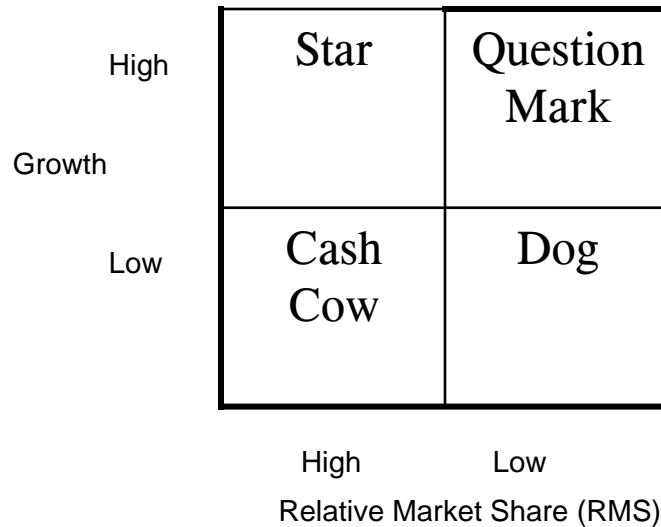 High
Star
Question
Mark
Growth
Low
Cash
Cow
Dog
High
Low
Relative Market Share (RMS)